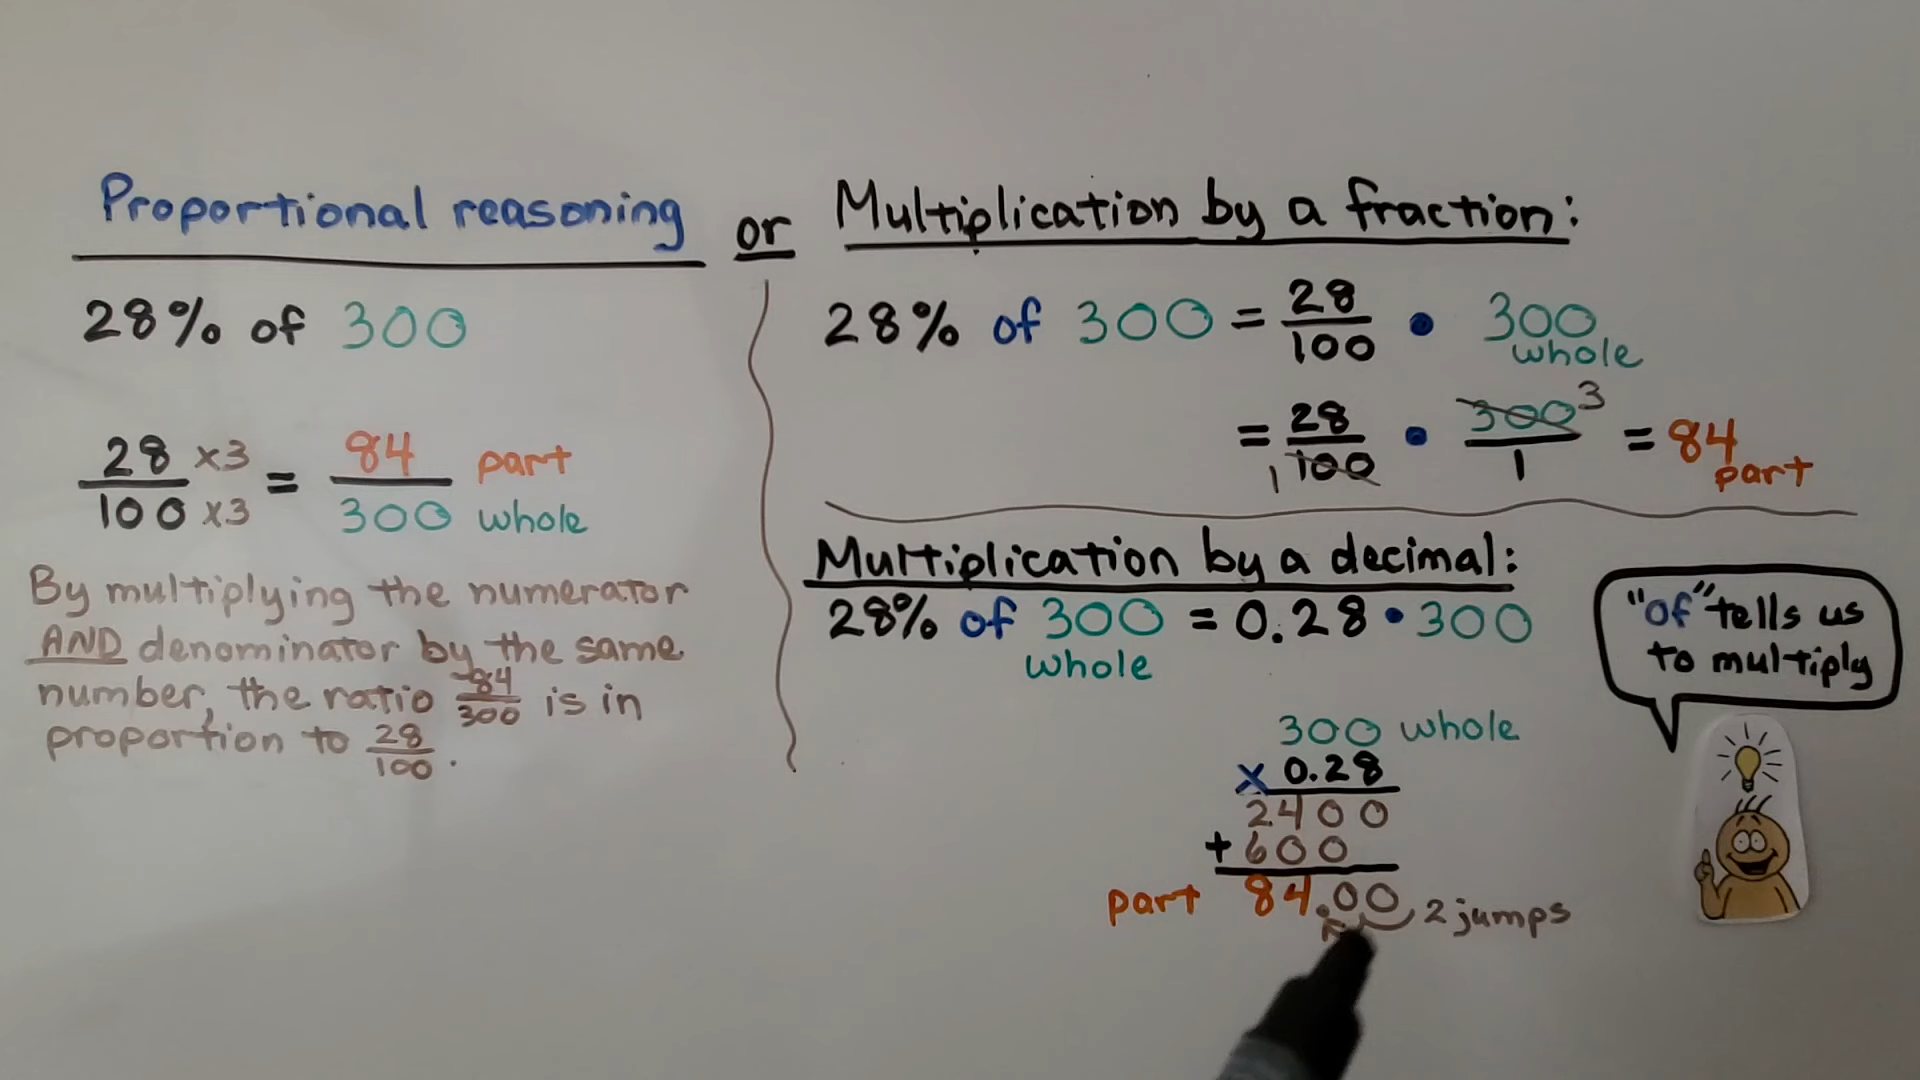 Proportional reasoning
28% of 300
28 x3 = 84 part
100 x3 300 whole
By multiplying the numerator
AND denominator by the same
number, the ratio 84/300 is in
proportion to 28/100.
or
Multiplication by a fraction:
28% of 300 = 28/100 • 300
whole
= 28/100 • 300/1 = 84
1 3 part
Multiplication by a decimal:
28% of 300 = 0.28 • 300
whole
300 whole
x 0.28
2400
+ 600
part 84.00 2 jumps
"of" tells us
to multiply